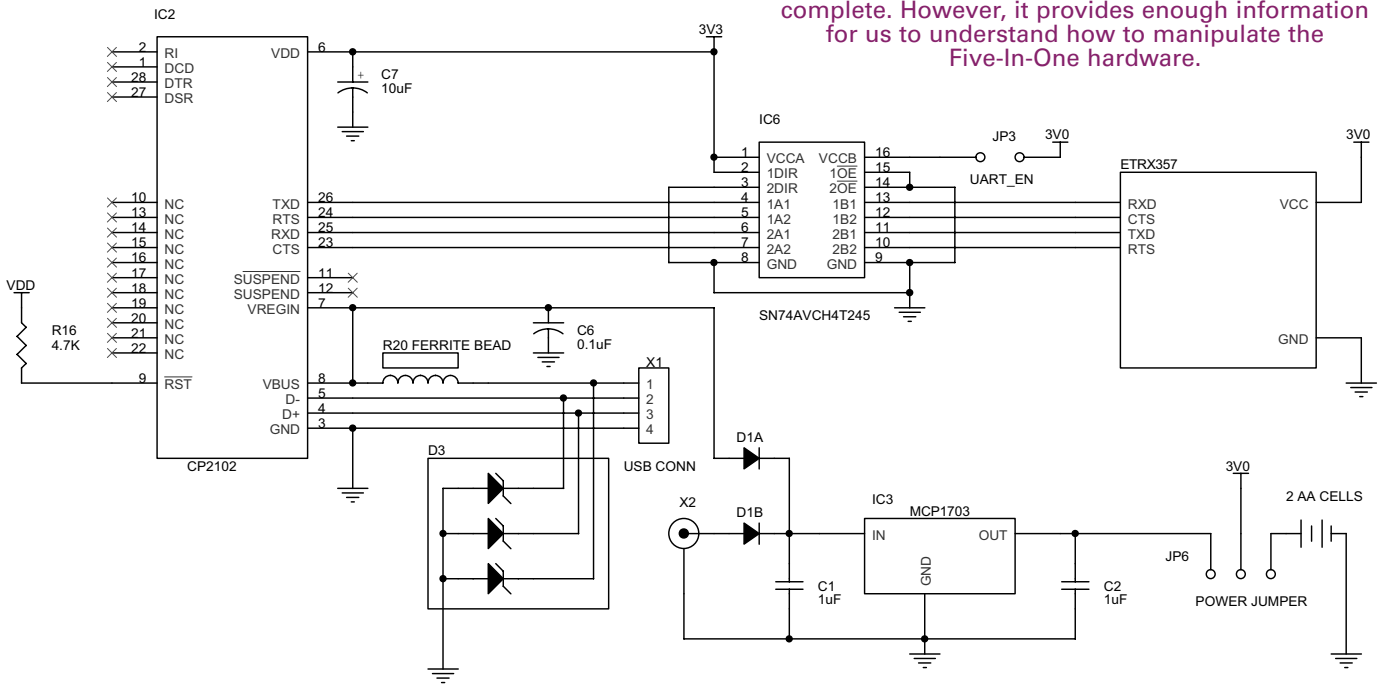 complete. However, it provides enough information
for us to understand how to manipulate the
Five-In-One hardware.
IC2
2 RI
1 DCD
28 DTR
27 DSR
10 NC
13 NC
14 NC
15 NC
16 NC
17 NC
18 NC
19 NC
20 NC
21 NC
22 NC
9 RST
VDD 6
TXD 26
RTS 24
RXD 25
CTS 23
SUSPEND 11
SUSPEND 12
VREGIN 7
VBUS 8
D- 5
D+ 4
GND 3
CP2102
VDD
R16
4.7K
+
C7
10uF
3V3
IC6
1 VCCA VCCB 16
2 1DIR 1OE 15
3 2DIR 2OE 14
4 1A1 1B1 13
5 1A2 1B2 12
6 2A1 2B1 11
7 2A2 2B2 10
8 GND GND 9
SN74AVCH4T245
JP3
3V0
UART_EN
ETRX357
3V0
RXD
CTS
TXD
RTS
VCC
GND
C6
0.1uF
R20 FERRITE BEAD
X1
1
2
3
4
USB CONN
D3
D1A
X2
D1B
IC3
MCP1703
IN
OUT
GND
C1
1uF
C2
1uF
3V0
2 AA CELLS
JP6
POWER JUMPER